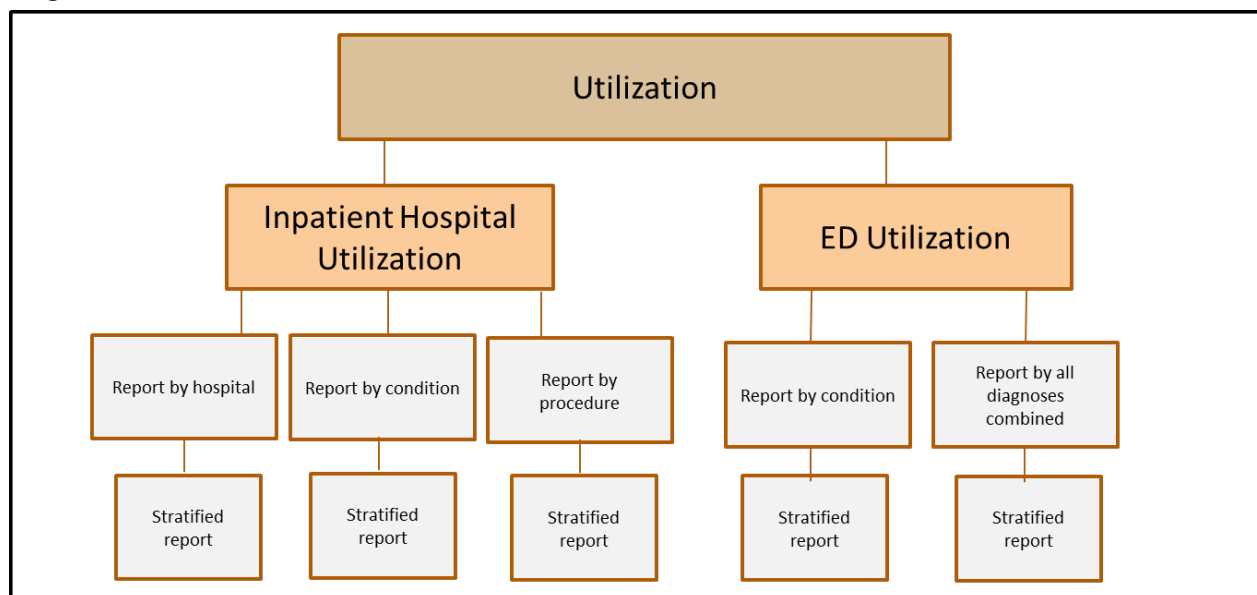 Utilization
Inpatient Hospital
Utilization
ED Utilization
Report by hospital
Report by condition
Report by
procedure
Report by condition
Report by all
diagnoses
combined
Stratified
report
Stratified
report
Stratified
report
Stratified
report
Stratified
report